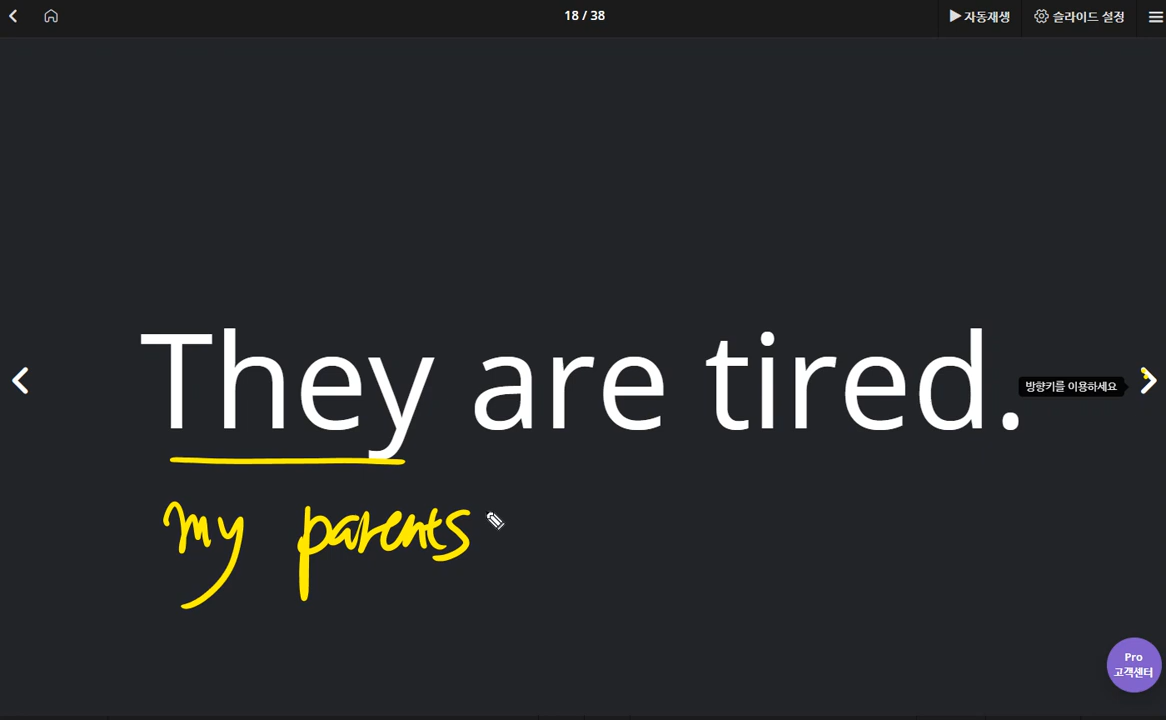 18 / 38
▶ 자동재생
슬라이드 설정
They are tired.
방향키를 이용하세요
my parents
Pro
고객센터